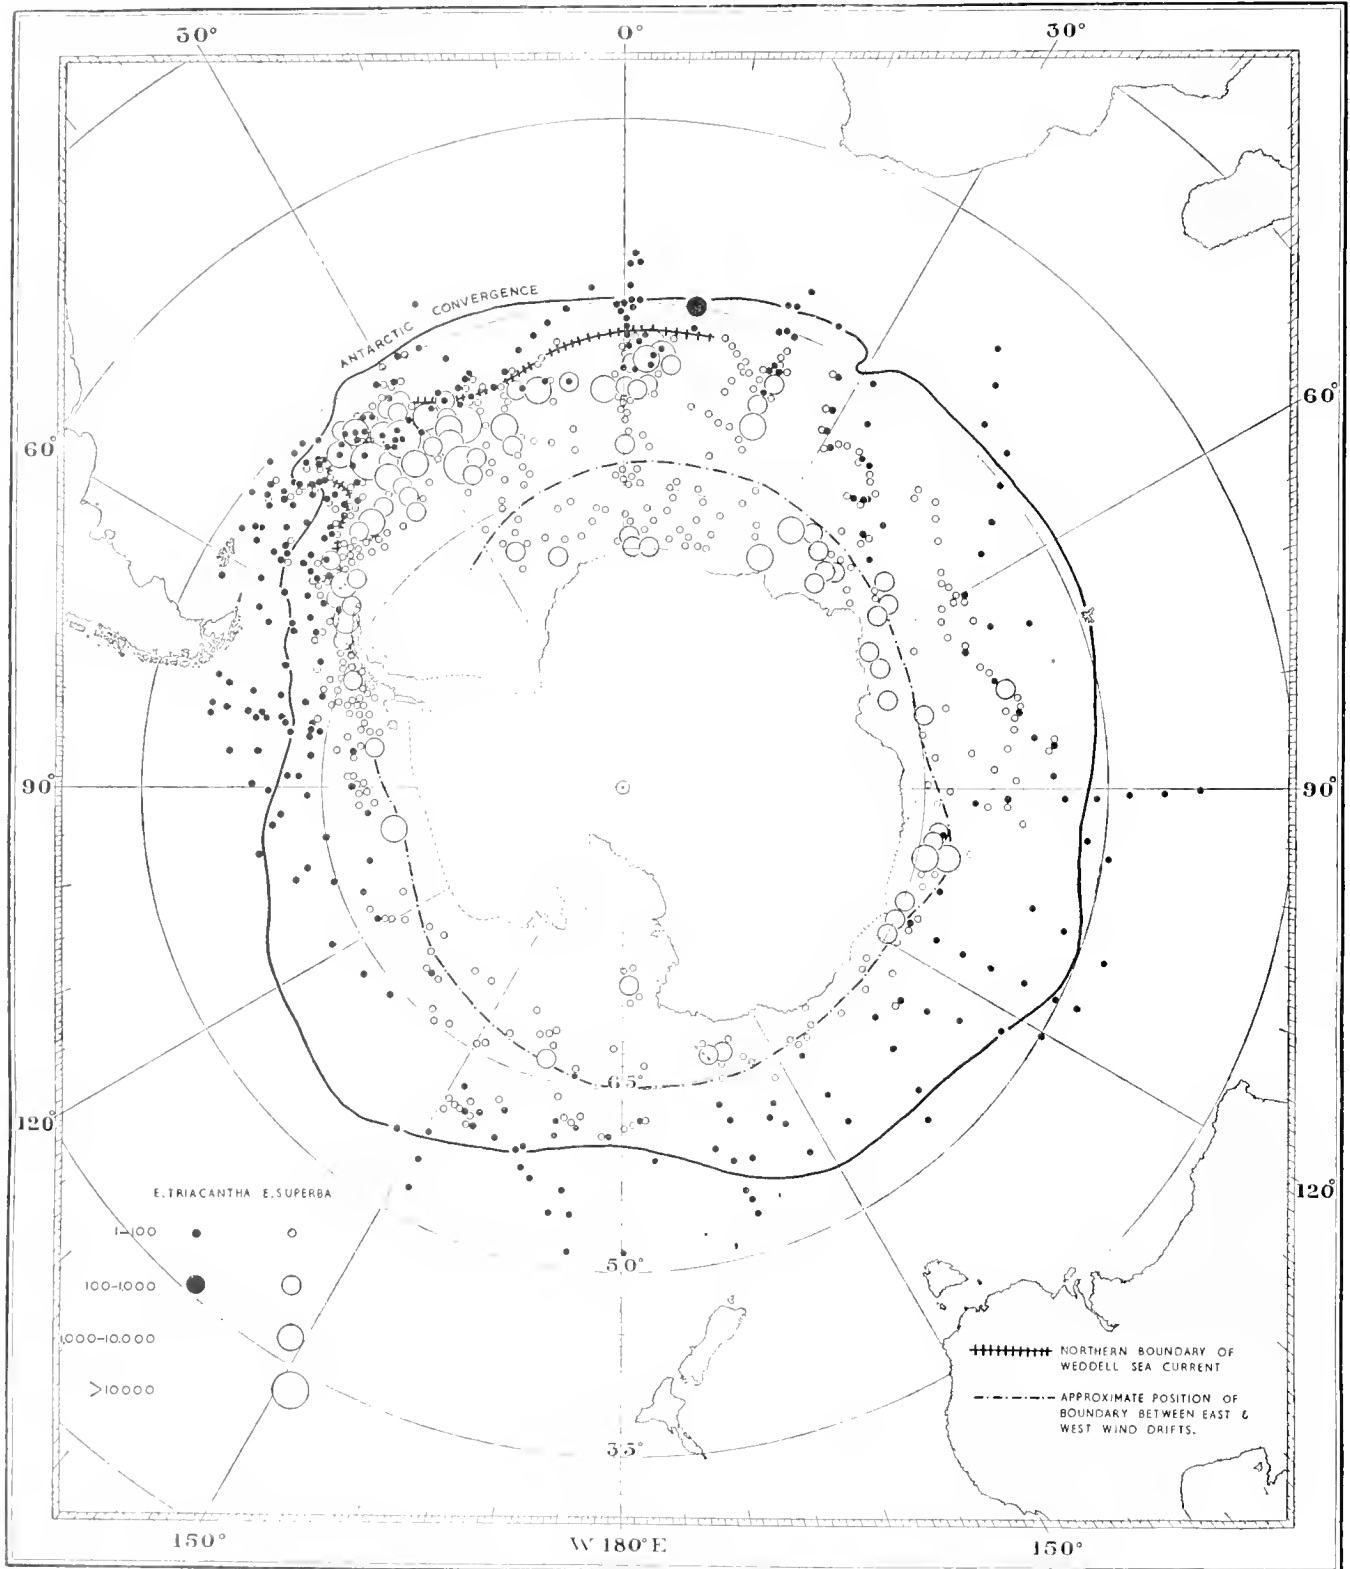 30° 0° 30°
ANTARCTIC CONVERGENCE
60° 60°
90° 90°
65°
120° 120°
E.TRIACANTHA E.SUPERBA
1–100
100–1,000
1,000–10,000
>10000
50°
35°
NORTHERN BOUNDARY OF
WEDDELL SEA CURRENT
APPROXIMATE POSITION OF
BOUNDARY BETWEEN EAST &
WEST WIND DRIFTS.
150° W 180° E 150°